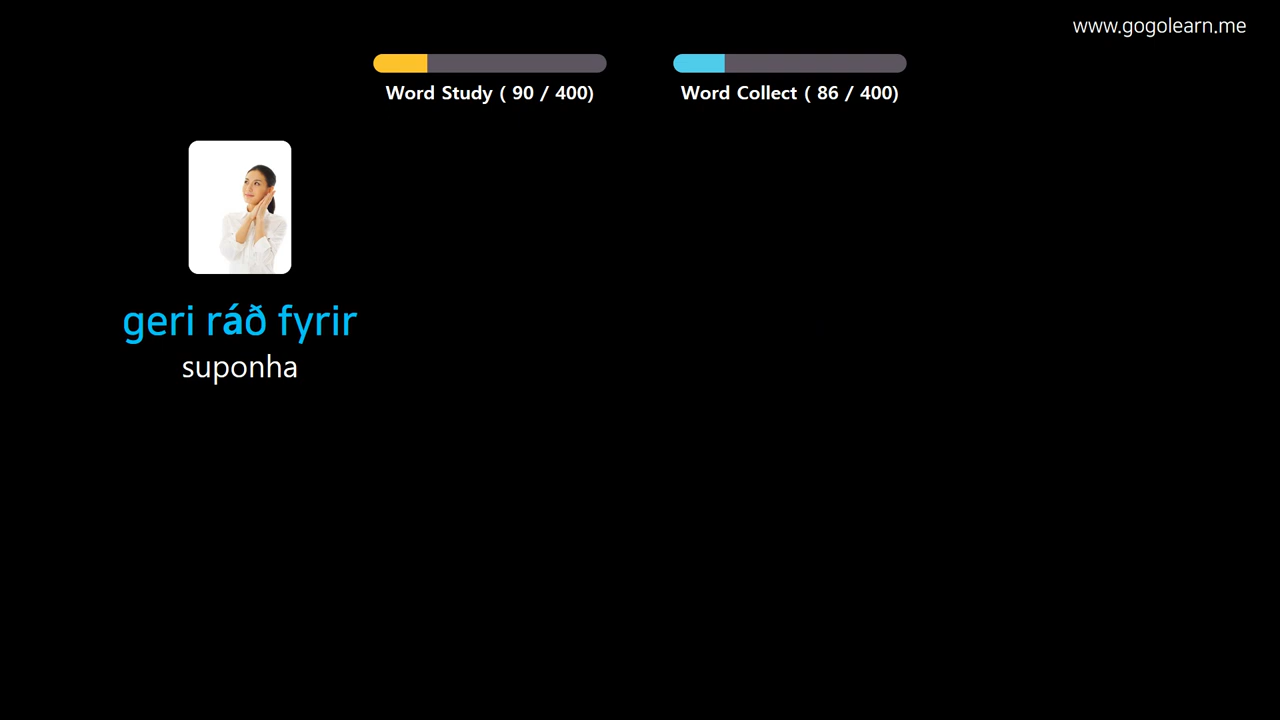 www.gogolearn.me
Word Study ( 90 / 400)
Word Collect ( 86 / 400)
geri ráð fyrir
suponha